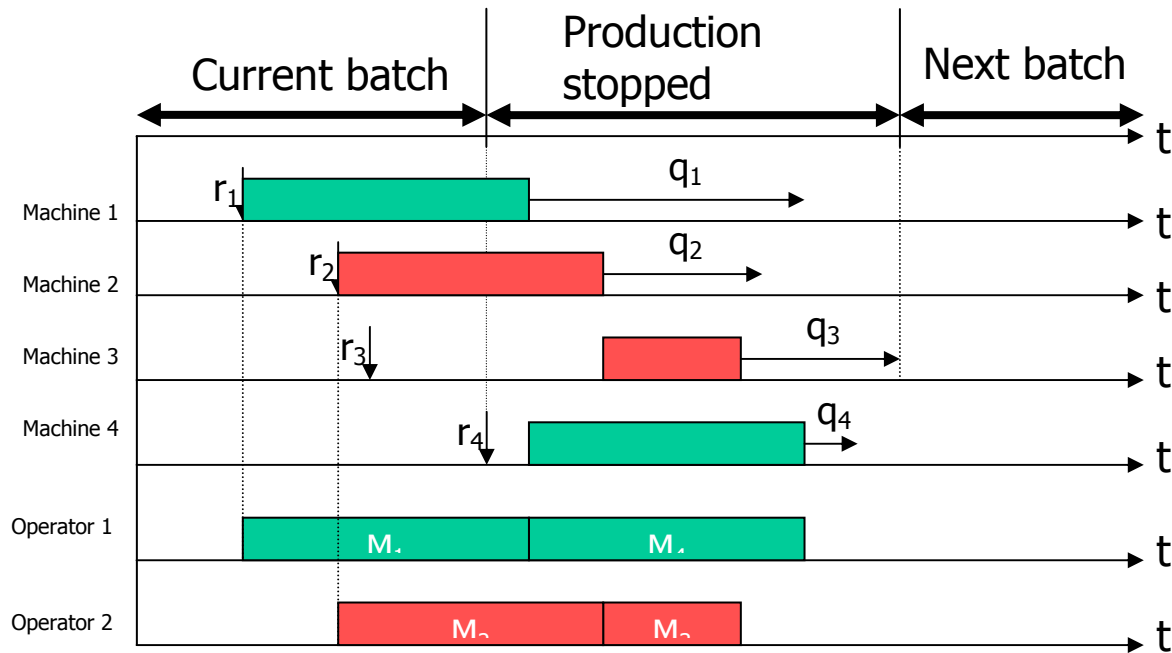 Production
stopped
Current batch
Next batch
t
r1
q1
Machine 1
t
r2
q2
Machine 2
t
r3
q3
Machine 3
t
r4
q4
Machine 4
t
Operator 1
t
Operator 2
t